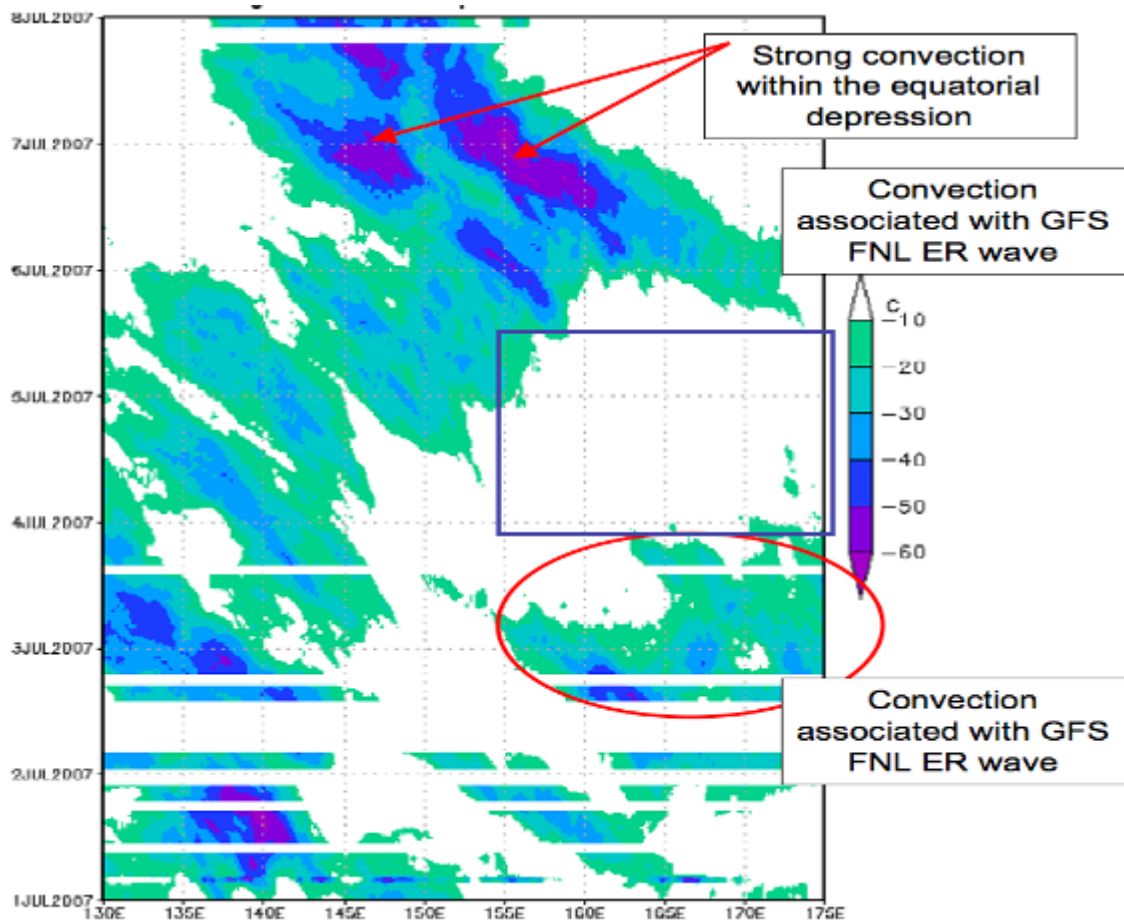 8JUL2007
7JUL2007
6JUL2007
5JUL2007
4JUL2007
3JUL2007
2JUL2007
1JUL2007
130E 135E 140E 145E 150E 155E 160E 165E 170E 175E
Strong convection
within the equatorial
depression
Convection
associated with GFS
FNL ER wave
C
-10
-20
-30
-40
-50
-60
Convection
associated with GFS
FNL ER wave